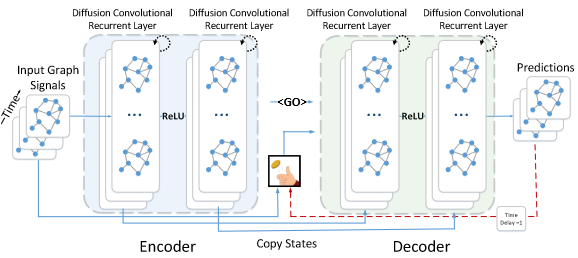 Diffusion Convolutional
Recurrent Layer
Diffusion Convolutional
Recurrent Layer
Diffusion Convolutional
Recurrent Layer
Diffusion Convolutional
Recurrent Layer
Input Graph
Signals
Predictions
Time
...
ReLU
...
<GO>
...
ReLU
...
Time
Delay =1
Encoder
Copy States
Decoder